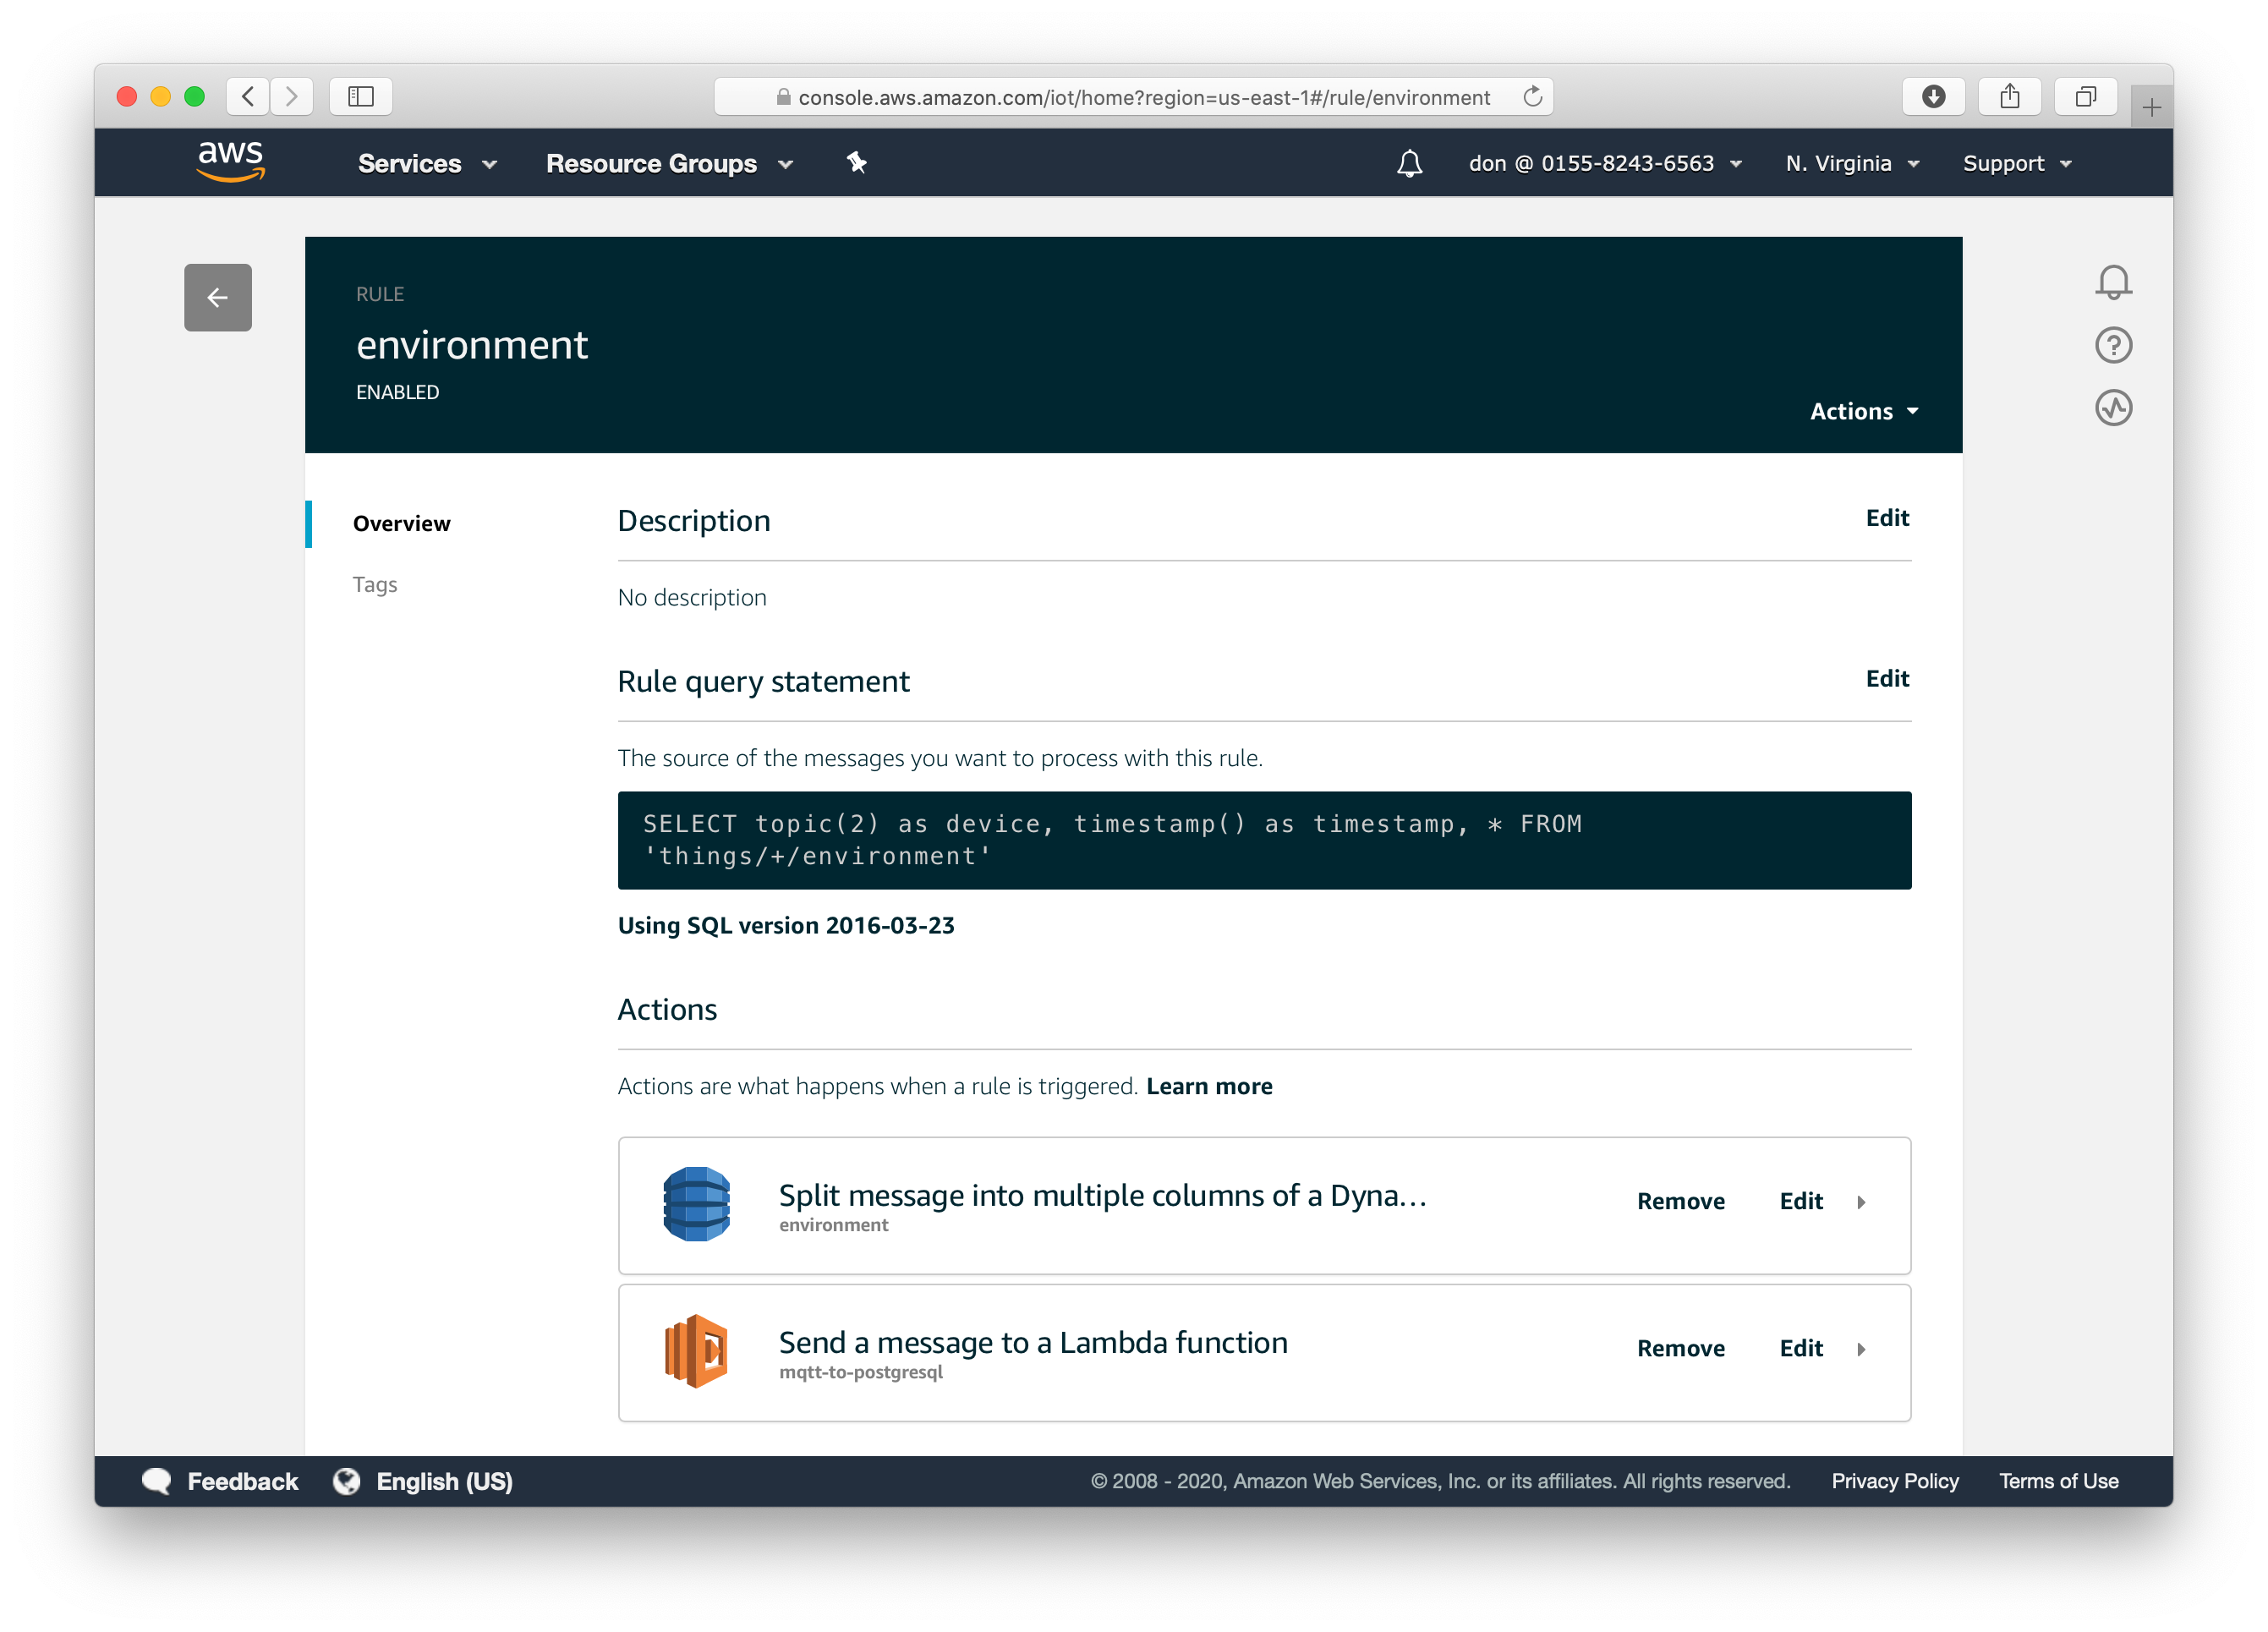 console.aws.amazon.com/iot/home?region=us-east-1#/rule/environment
aws Services Resource Groups don @ 0155-8243-6563 N. Virginia Support
RULE
environment
ENABLED
Actions
Overview
Tags
Description Edit
No description
Rule query statement Edit
The source of the messages you want to process with this rule.
SELECT topic(2) as device, timestamp() as timestamp, * FROM
'things/+/environment'
Using SQL version 2016-03-23
Actions
Actions are what happens when a rule is triggered. Learn more
Split message into multiple columns of a Dyna... Remove Edit
environment
Send a message to a Lambda function Remove Edit
mqtt-to-postgresql
Feedback English (US) © 2008 - 2020, Amazon Web Services, Inc. or its affiliates. All rights reserved. Privacy Policy Terms of Use